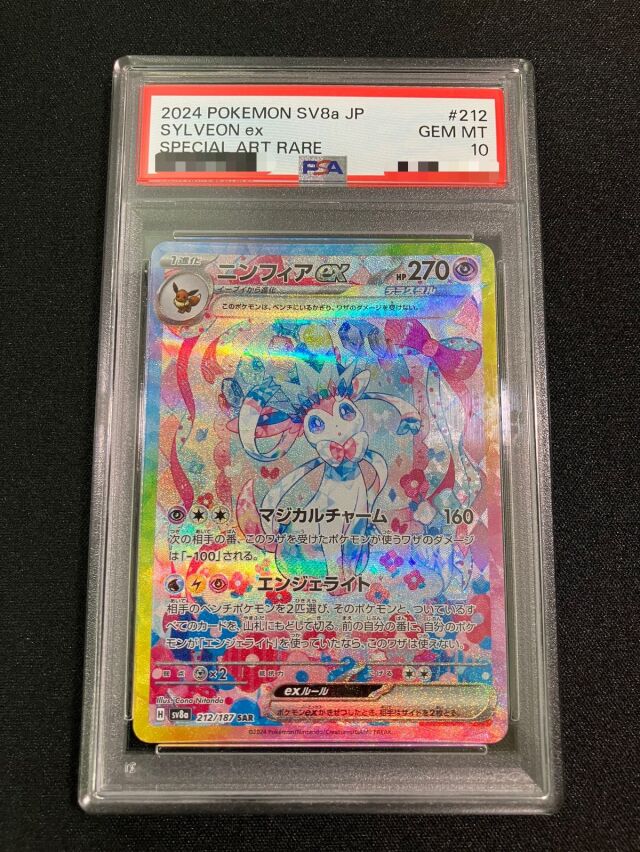 2024 POKEMON SV8a JP #212
SYLVEON ex GEM MT
SPECIAL ART RARE 10
PSA
1進化 ニンフィアex HP270
イーブイから進化 テラスタル
このポケモンは、ベンチにいるかぎり、ワザのダメージを受けない。
マジカルチャーム 160
次の相手の番、このワザを受けたポケモンが使うワザのダメージ
は「-100」される。
エンジェライト
相手のベンチポケモンを2匹選び、そのポケモンと、ついているす
べてのカードを、山札にもどして切る。前の自分の番に、自分のポケ
モンが「エンジェライト」を使っていたなら、このワザは使えない。
弱点 ×2 抵抗力 にげる
exルール
ポケモンexがきぜつしたとき、相手はサイドを2枚とる。
Illus. Cona Nitanda
H sv8a 212/187 SAR
©2024 Pokémon/Nintendo/Creatures/GAME FREAK.